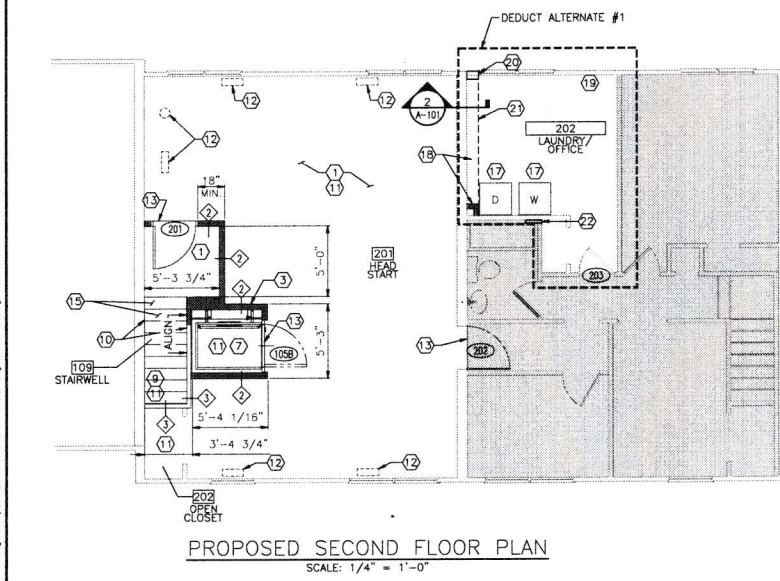 DEDUCT ALTERNATE #1
20
19
12
12
2
A-101
21
12
202
LAUNDRY/
OFFICE
18
1
11
17
17
18"
MIN.
D
W
13
2
201
22
1
2
5'-0"
201
HEAD
START
5'-3 3/4"
2
3
203
15
13
10
ALIGN
11
7
5'-3"
13
109
STAIRWELL
105B
202
9
11
3
2
3
5'-4 1/16"
11
3'-4 3/4"
12
12
202
OPEN
CLOSET
PROPOSED SECOND FLOOR PLAN
SCALE: 1/4" = 1'-0"